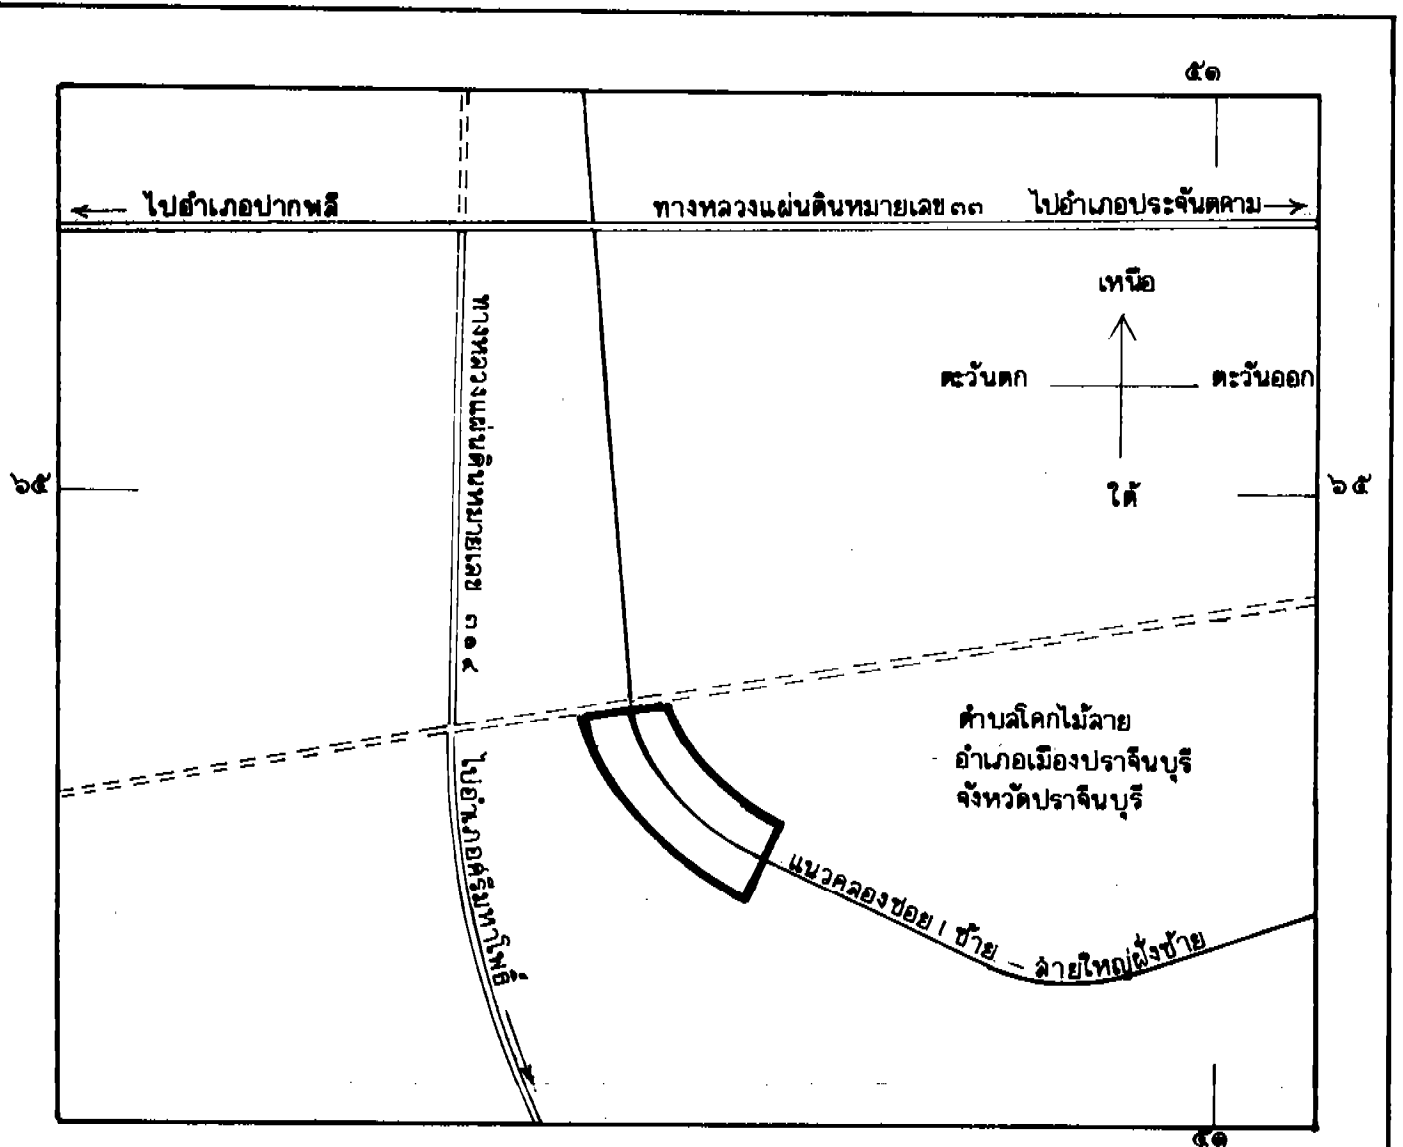 ๕๑
ไปอำเภอปากพลี
ทางหลวงแผ่นดินหมายเลข ๓๓
ไปอำเภอประจันตคาม
เหนือ
ตะวันตก
ตะวันออก
ใต้
๖๕
๖๕
ทางหลวงแผ่นดินหมายเลข ๓๑๙
ไปอำเภอศรีมหาโพธิ์
ตำบลโคกไม้ลาย
อำเภอเมืองปราจีนบุรี
จังหวัดปราจีนบุรี
แนวคลองซอย ๑ ซ้าย - สายใหญ่ฝั่งซ้าย
๕๑